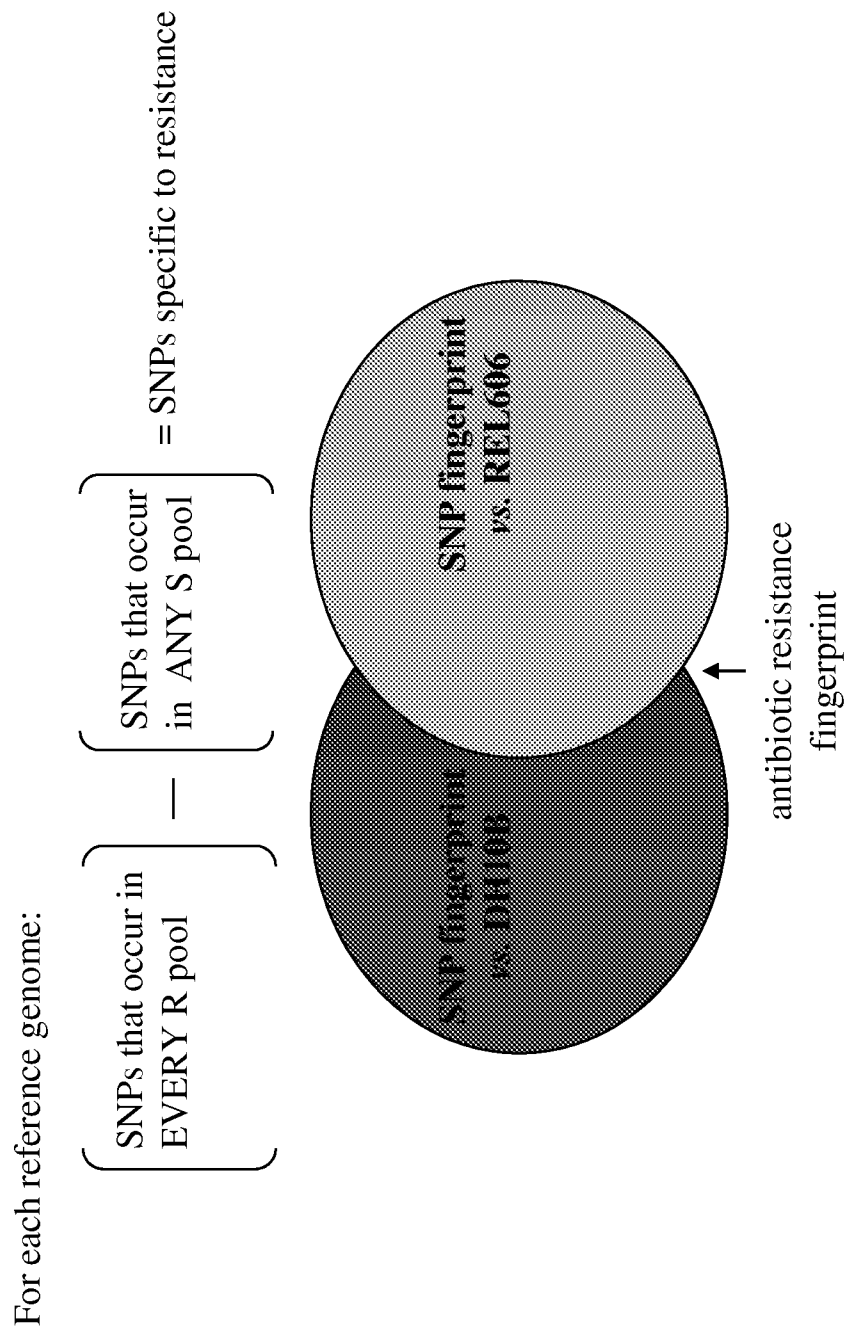 For each reference genome:
SNPs that occur in
EVERY R pool
—
SNPs that occur
in ANY S pool
= SNPs specific to resistance
SNP fingerprint
vs. DH10B
SNP fingerprint
vs. REL606
antibiotic resistance
fingerprint